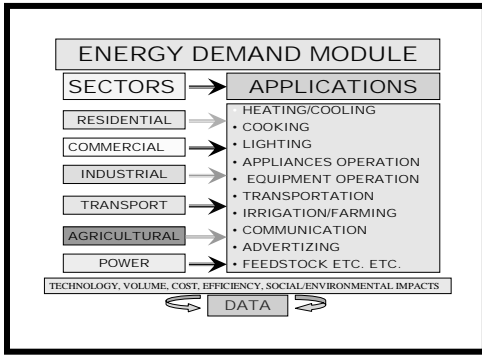 ENERGY DEMAND MODULE
SECTORS
APPLICATIONS
RESIDENTIAL
COMMERCIAL
INDUSTRIAL
TRANSPORT
AGRICULTURAL
POWER
• HEATING/COOLING
• COOKING
• LIGHTING
• APPLIANCES OPERATION
• EQUIPMENT OPERATION
• TRANSPORTATION
• IRRIGATION/FARMING
• COMMUNICATION
• ADVERTIZING
• FEEDSTOCK ETC. ETC.
TECHNOLOGY, VOLUME, COST, EFFICIENCY, SOCIAL/ENVIRONMENTAL IMPACTS
DATA